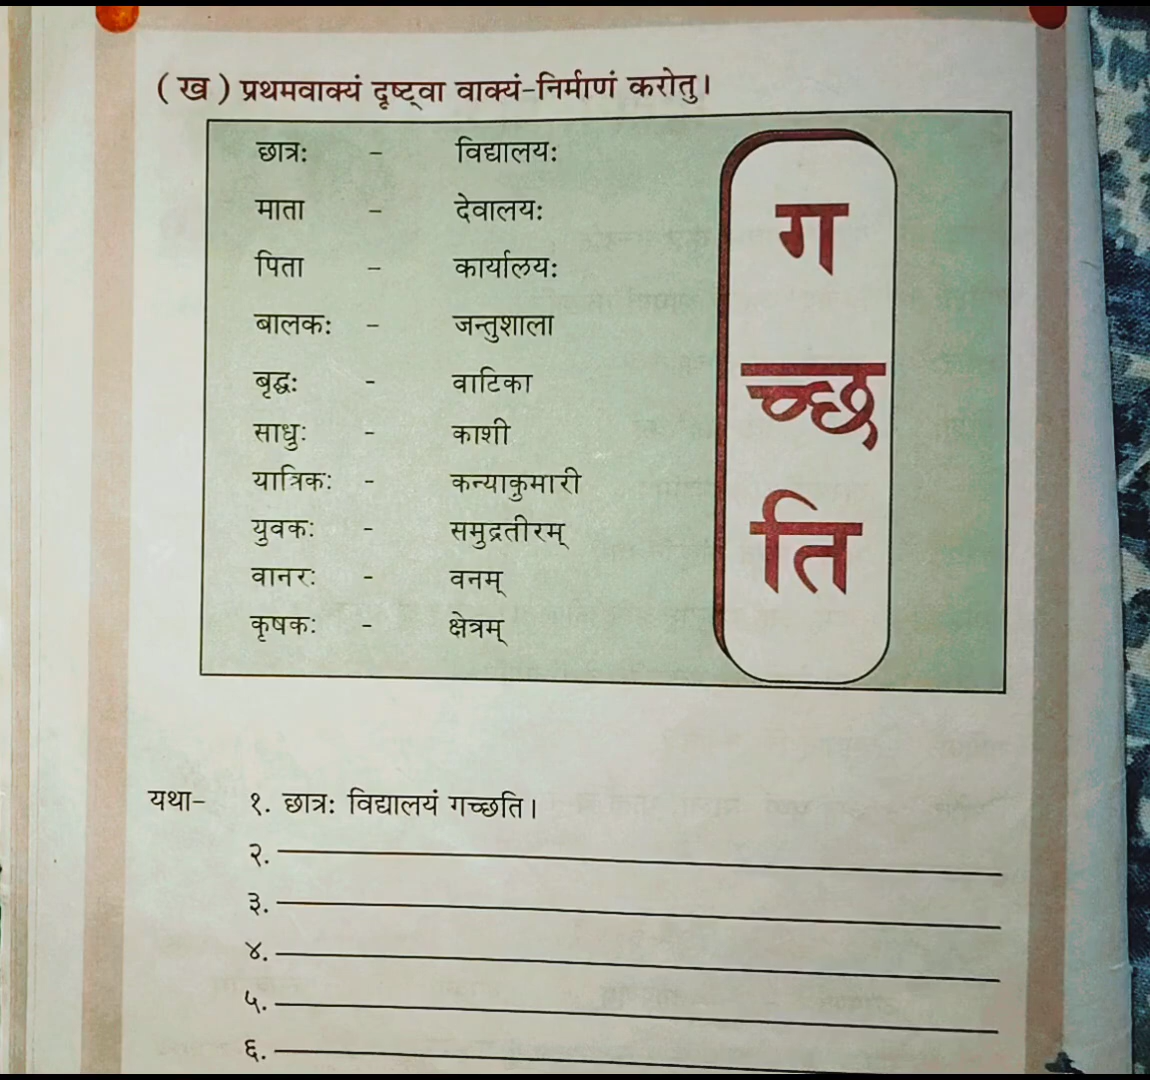 ( ख ) प्रथमवाक्यं दृष्ट्वा वाक्यं-निर्माणं करोतु।
छात्रः - विद्यालयः
माता - देवालयः
पिता - कार्यालयः
बालकः - जन्तुशाला
बृद्धः - वाटिका
साधुः - काशी
यात्रिकः - कन्याकुमारी
युवकः - समुद्रतीरम्
वानरः - वनम्
कृषकः - क्षेत्रम्
ग
च्छ
ति
यथा- १. छात्रः विद्यालयं गच्छति।
२.
३.
४.
५.
६.